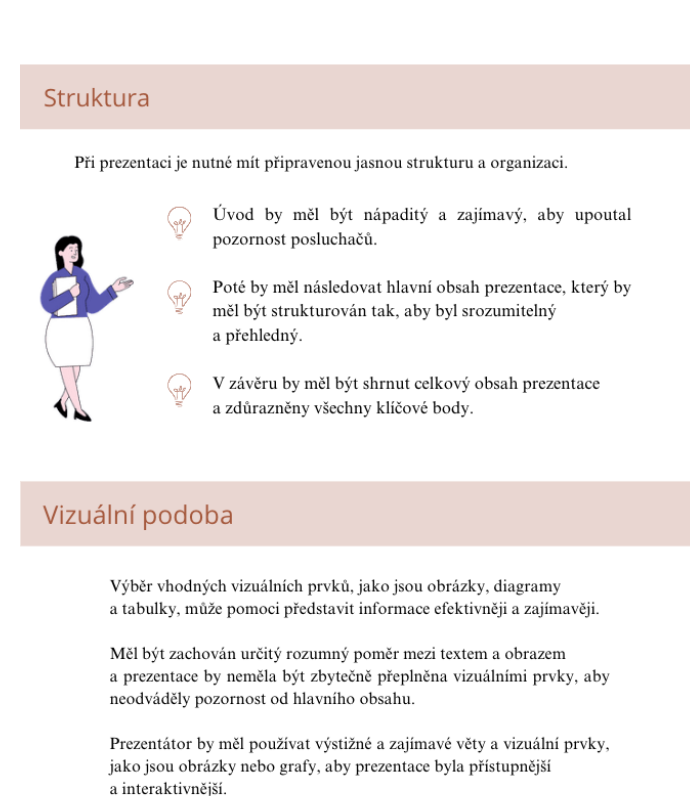 Struktura
Při prezentaci je nutné mít připravenou jasnou strukturu a organizaci.
Úvod by měl být nápaditý a zajímavý, aby upoutal
pozornost posluchačů.
Poté by měl následovat hlavní obsah prezentace, který by
měl být strukturován tak, aby byl srozumitelný
a přehledný.
V závěru by měl být shrnut celkový obsah prezentace
a zdůrazněny všechny klíčové body.
Vizuální podoba
Výběr vhodných vizuálních prvků, jako jsou obrázky, diagramy
a tabulky, může pomoci představit informace efektivněji a zajímavěji.
Měl být zachován určitý rozumný poměr mezi textem a obrazem
a prezentace by neměla být zbytečně přeplněna vizuálními prvky, aby
neodváděly pozornost od hlavního obsahu.
Prezentátor by měl používat výstižné a zajímavé věty a vizuální prvky,
jako jsou obrázky nebo grafy, aby prezentace byla přístupnější
a interaktivnější.